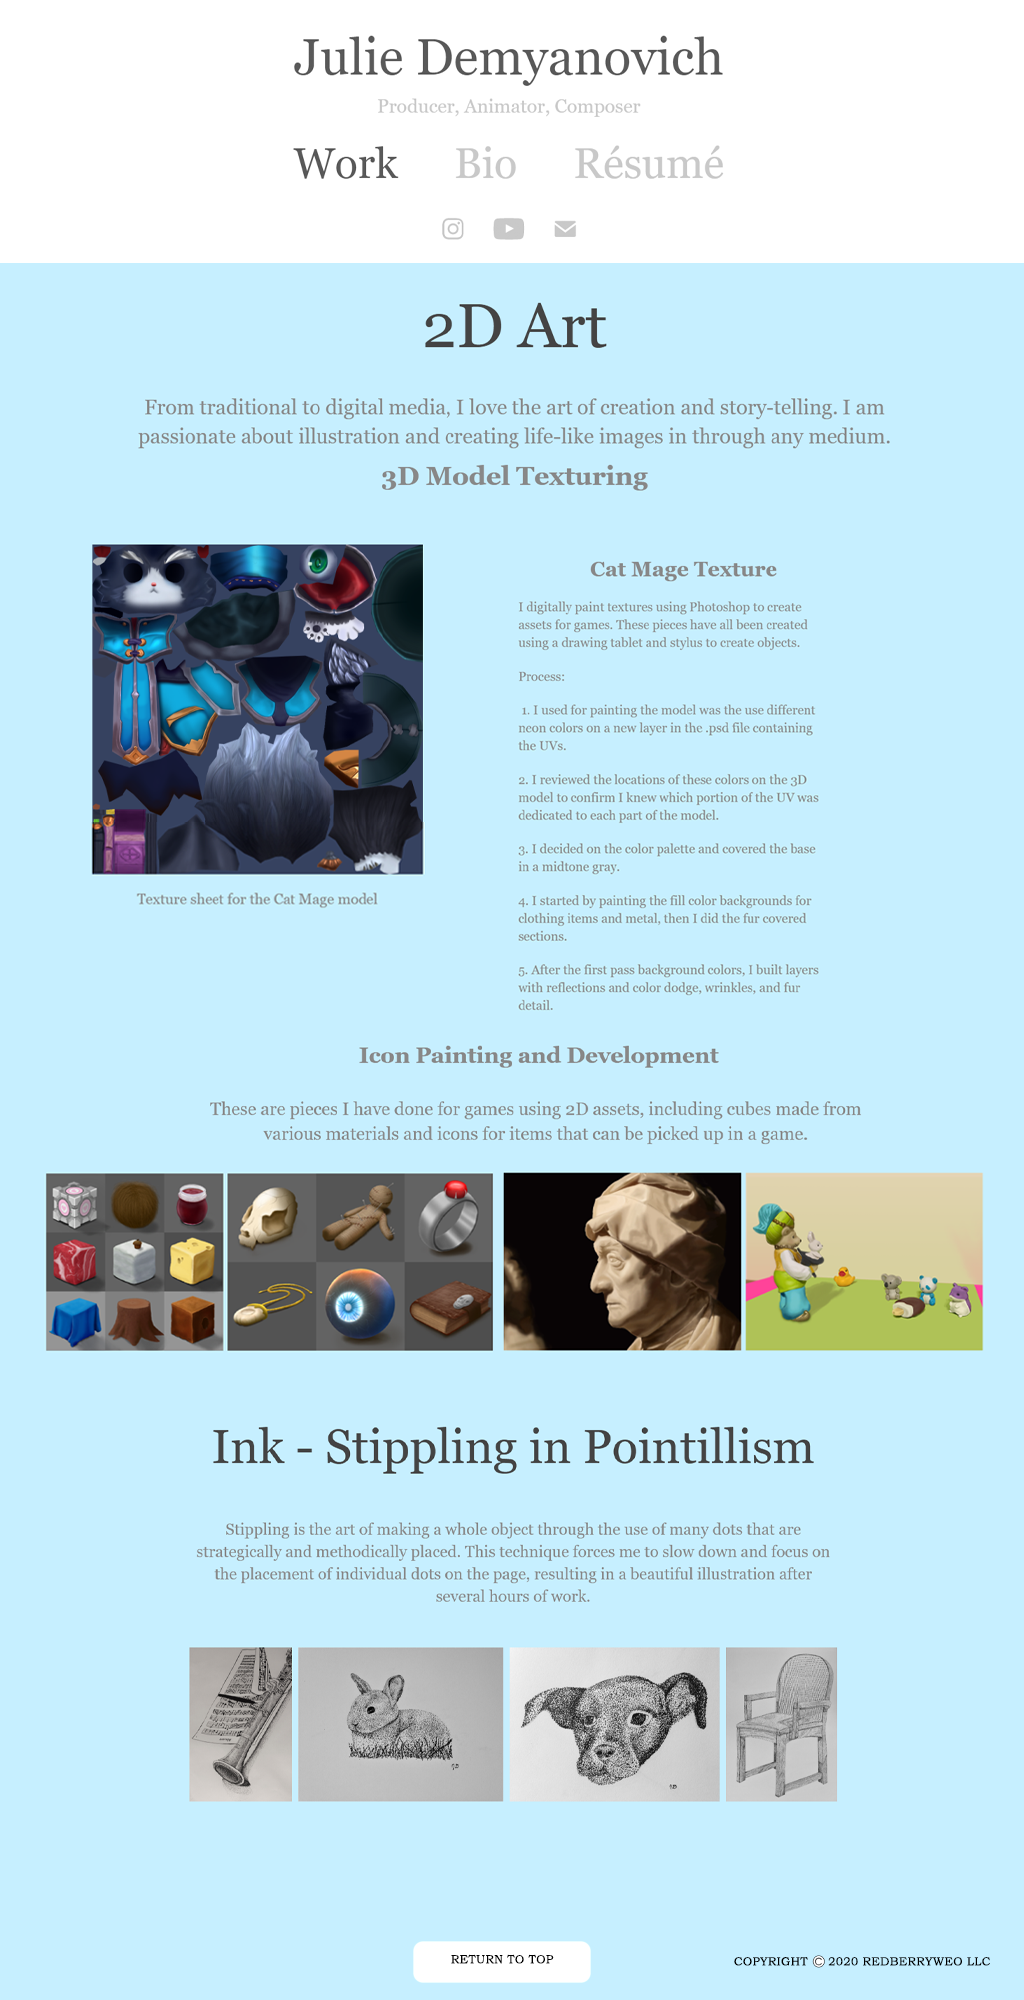 Julie Demyanovich
Producer, Animator, Composer
Work Bio Résumé
2D Art
From traditional to digital media, I love the art of creation and story-telling. I am
passionate about illustration and creating life-like images in through any medium.
3D Model Texturing
Texture sheet for the Cat Mage model
Cat Mage Texture
I digitally paint textures using Photoshop to create
assets for games. These pieces have all been created
using a drawing tablet and stylus to create objects.
Process:
1. I used for painting the model was the use different
neon colors on a new layer in the .psd file containing
the UVs.
2. I reviewed the locations of these colors on the 3D
model to confirm I knew which portion of the UV was
dedicated to each part of the model.
3. I decided on the color palette and covered the base
in a midtone gray.
4. I started by painting the fill color backgrounds for
clothing items and metal, then I did the fur covered
sections.
5. After the first pass background colors, I built layers
with reflections and color dodge, wrinkles, and fur
detail.
Icon Painting and Development
These are pieces I have done for games using 2D assets, including cubes made from
various materials and icons for items that can be picked up in a game.
Ink - Stippling in Pointillism
Stippling is the art of making a whole object through the use of many dots that are
strategically and methodically placed. This technique forces me to slow down and focus on
the placement of individual dots on the page, resulting in a beautiful illustration after
several hours of work.
RETURN TO TOP
COPYRIGHT © 2020 REDBERRYWEO LLC